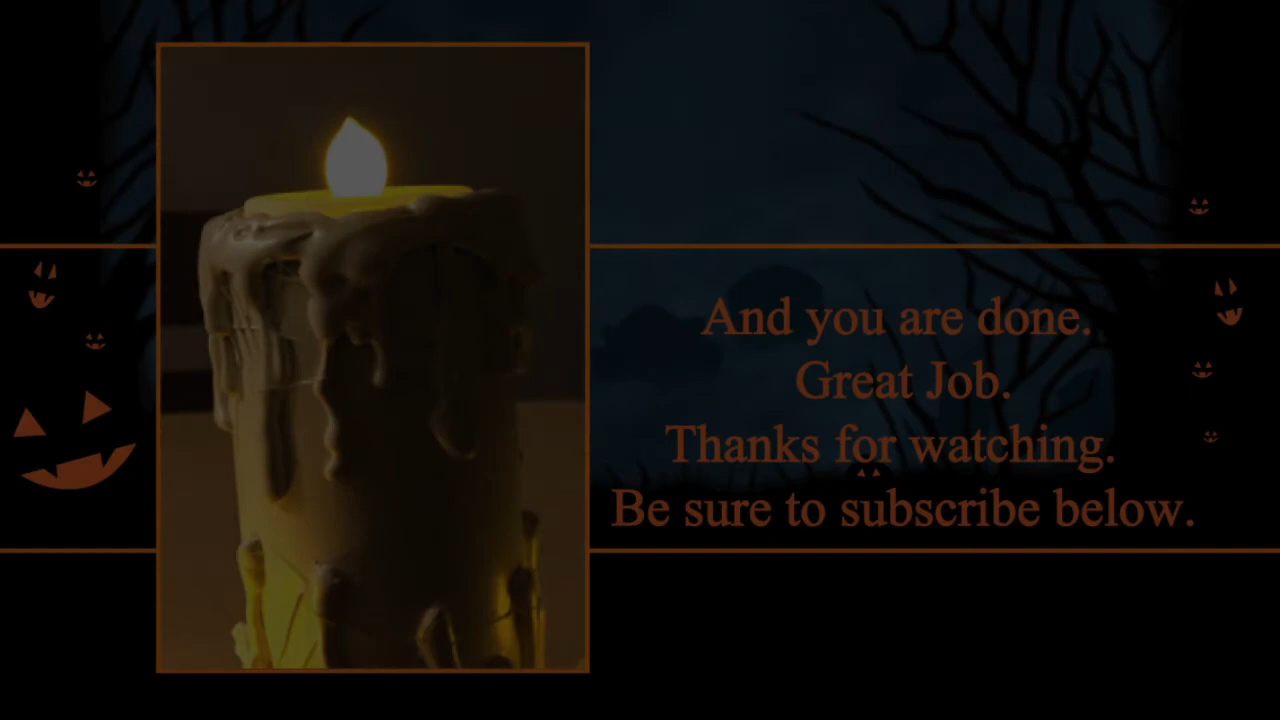 And you are done.
Great Job.
Thanks for watching.
Be sure to subscribe below.